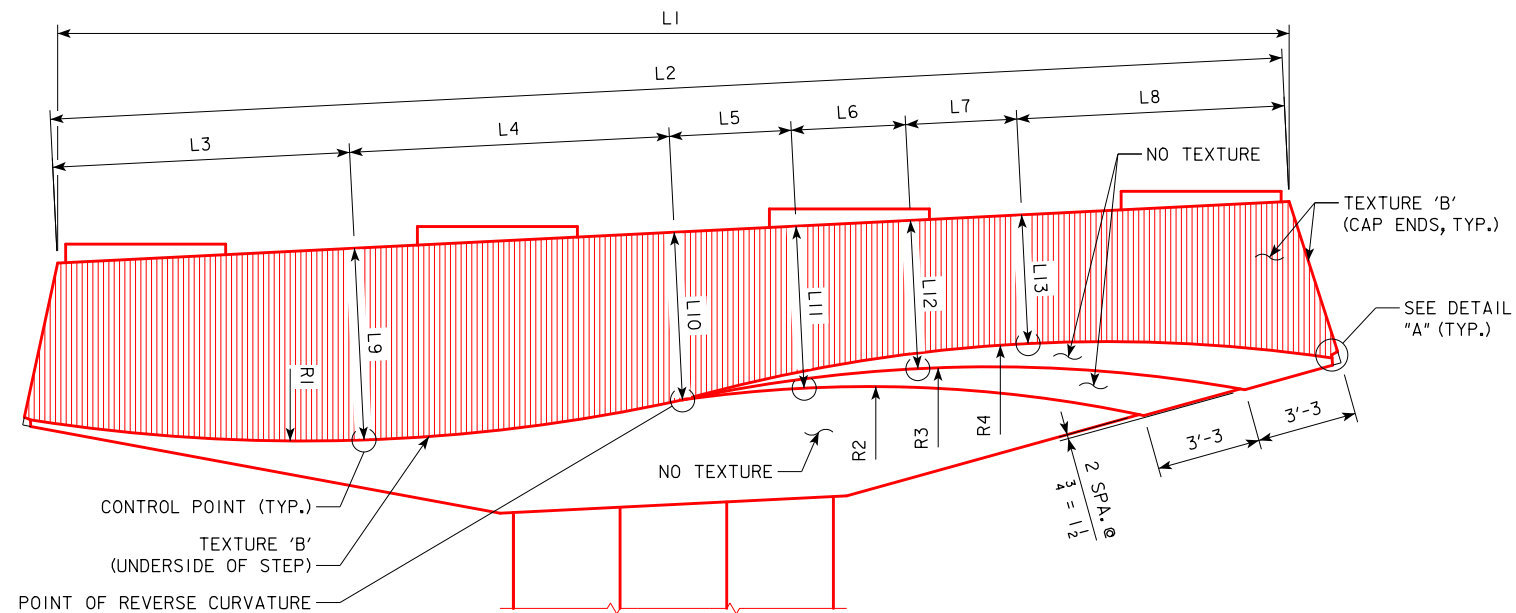 L1
L2
L3
L4
L5
L6
L7
L8
NO TEXTURE
TEXTURE 'B'
(CAP ENDS, TYP.)
L9
L10
L11
L12
L13
SEE DETAIL
"A" (TYP.)
R1
R2
R3
R4
3'-3
3'-3
2 SPA. @
3/4 = 1 1/2
NO TEXTURE
CONTROL POINT (TYP.)
TEXTURE 'B'
(UNDERSIDE OF STEP)
POINT OF REVERSE CURVATURE